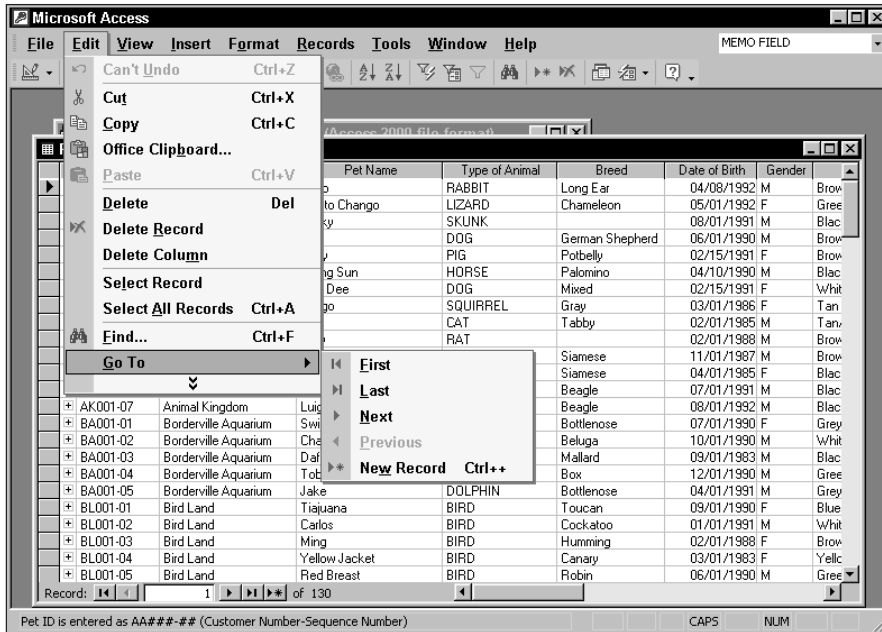 Microsoft Access
File Edit View Insert Format Records Tools Window Help MEMO FIELD
Can't Undo Ctrl+Z
Cut Ctrl+X
Copy Ctrl+C
(Access 2000 file format)
Office Clipboard...
Paste Ctrl+V
Delete Del
Delete Record
Delete Column
Select Record
Select All Records Ctrl+A
Find... Ctrl+F
Go To
First
Last
Next
Previous
New Record Ctrl++
Pet Name Type of Animal Breed Date of Birth Gender
RABBIT Long Ear 04/08/1992 M Brow
to Chango LIZARD Chameleon 05/01/1992 F Gree
SKUNK 08/01/1991 M Blac
DOG German Shepherd 06/01/1990 M Brow
PIG Potbelly 02/15/1991 F Brow
ng Sun HORSE Palomino 04/10/1990 M Blac
Dee DOG Mixed 02/15/1991 F Whit
go SQUIRREL Gray 03/01/1986 F Tan
CAT Tabby 02/01/1985 M Tan/
RAT 02/01/1988 M Brow
Siamese 11/01/1987 M Brow
Siamese 04/01/1985 F Blac
Beagle 07/01/1991 M Blac
AK001-07 Animal Kingdom Luig Beagle 08/01/1992 M Blac
BA001-01 Borderville Aquarium Swi Bottlenose 07/01/1990 F Grey
BA001-02 Borderville Aquarium Cha Beluga 10/01/1990 M Whit
BA001-03 Borderville Aquarium Daf Mallard 09/01/1983 M Blac
BA001-04 Borderville Aquarium Tob Box 12/01/1990 M Gree
BA001-05 Borderville Aquarium Jake DOLPHIN Bottlenose 04/01/1991 M Grey
BL001-01 Bird Land Tiajuana BIRD Toucan 09/01/1990 F Blue
BL001-02 Bird Land Carlos BIRD Cockatoo 01/01/1991 M Whit
BL001-03 Bird Land Ming BIRD Humming 02/01/1988 F Brow
BL001-04 Bird Land Yellow Jacket BIRD Canary 03/01/1983 F Yello
BL001-05 Bird Land Red Breast BIRD Robin 06/01/1990 M Gree
Record: 1 of 130
Pet ID is entered as AA###-## (Customer Number-Sequence Number) CAPS NUM